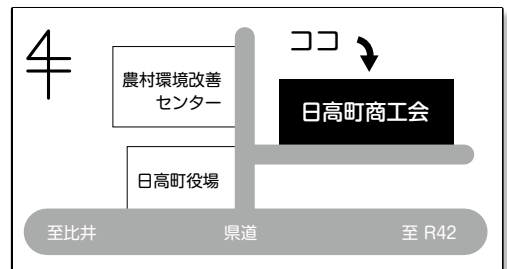 ココ
農村環境改善
センター
日高町商工会
日高町役場
至比井
県道
至 R42